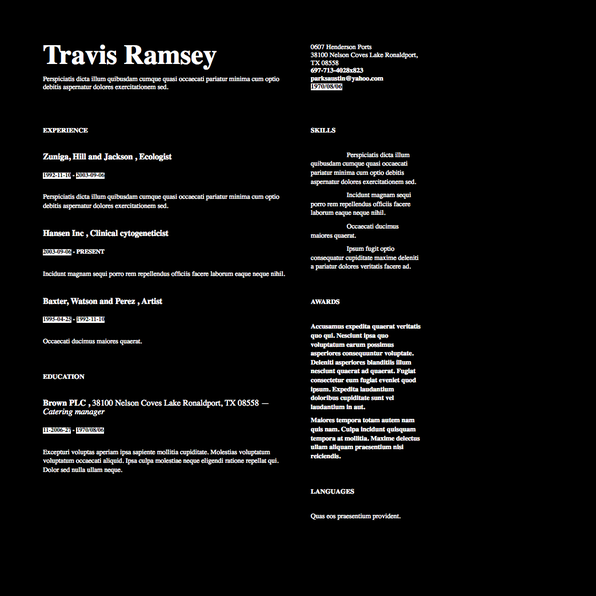 Travis Ramsey
Perspiciatis dicta illum quibusdam cumque quasi occaecati pariatur minima cum optio
debitis aspernatur dolores exercitationem sed.
0607 Henderson Ports
38100 Nelson Coves Lake Ronaldport,
TX 08558
697-713-4028x823
parksaustin@yahoo.com
1970/08/06
EXPERIENCE
Zuniga, Hill and Jackson , Ecologist
1992-11-10 - 2003-09-06
Perspiciatis dicta illum quibusdam cumque quasi occaecati pariatur minima cum optio
debitis aspernatur dolores exercitationem sed.
Hansen Inc , Clinical cytogeneticist
2003-09-06 - PRESENT
Incidunt magnam sequi porro rem repellendus officiis facere laborum eaque neque nihil.
Baxter, Watson and Perez , Artist
1995-04-22 - 1992-11-10
Occaecati ducimus maiores quaerat.
EDUCATION
Brown PLC , 38100 Nelson Coves Lake Ronaldport, TX 08558 —
Catering manager
11-2006-21 - 1970/08/06
Excepturi voluptas aperiam ipsa sapiente mollitia cupiditate. Molestias voluptatum
voluptatum occaecati aliquid. Ipsa culpa molestiae neque eligendi ratione repellat qui.
Dolor sed nulla ullam neque.
SKILLS
Perspiciatis dicta illum
quibusdam cumque quasi occaecati
pariatur minima cum optio debitis
aspernatur dolores exercitationem sed.
Incidunt magnam sequi
porro rem repellendus officiis facere
laborum eaque neque nihil.
Occaecati ducimus
maiores quaerat.
Ipsum fugit optio
consequatur cupiditate maxime deleniti
a pariatur dolores veritatis facere ad.
AWARDS
Accusamus expedita quaerat veritatis
quo qui. Nesciunt ipsa quo
voluptatum earum possimus
asperiores consequuntur voluptate.
Deleniti asperiores blanditiis illum
nesciunt quaerat ad quaerat. Fugiat
consectetur eum fugiat eveniet quod
ipsum. Expedita laudantium
doloribus cupiditate sunt vel
laudantium in aut.
Maiores tempora totam autem nam
quis nam. Culpa incidunt quisquam
tempora at mollitia. Maxime delectus
ullam aliquam praesentium nisi
reiciendis.
LANGUAGES
Quas eos praesentium provident.